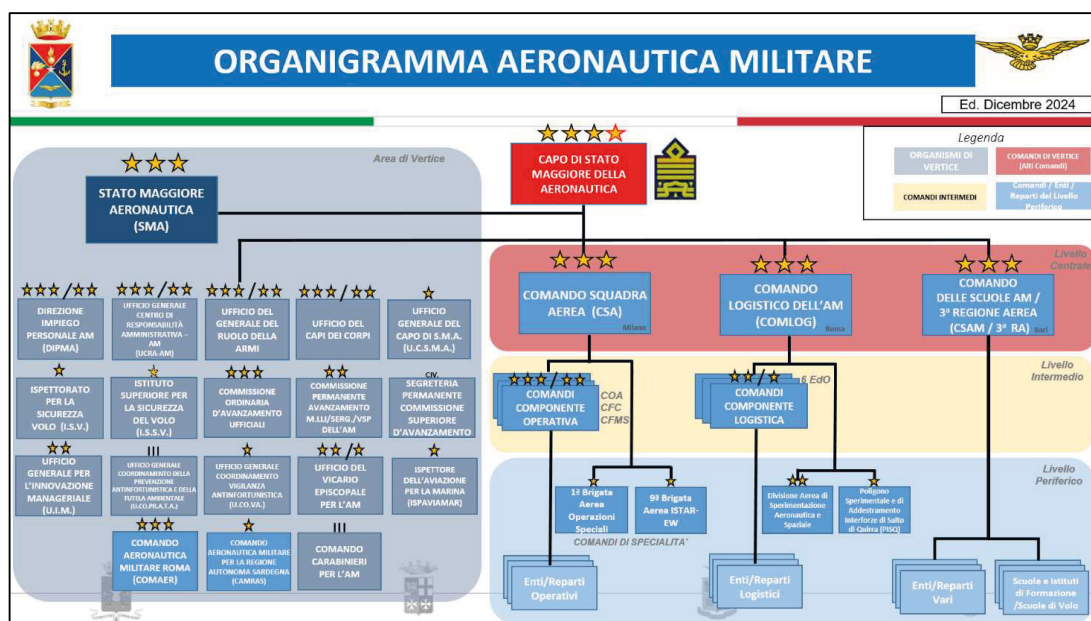 ORGANIGRAMMA AERONAUTICA MILITARE
Ed. Dicembre 2024
Legenda
ORGANISMI DI
VERTICE
COMANDI DI VERTICE
(Alti Comandi)
COMANDI INTERMEDI
Comandi / Enti /
Reparti del Livello
Periferico
Area di Vertice
CAPO DI STATO
MAGGIORE DELLA
AERONAUTICA
STATO MAGGIORE
AERONAUTICA
(SMA)
DIREZIONE
IMPIEGO
PERSONALE AM
(DIPMA)
UFFICIO GENERALE
CENTRO DI
RESPONSABILITÀ
AMMINISTRATIVA –
AM
(UCRA-AM)
UFFICIO DEL
GENERALE DEL
RUOLO DELLA
ARMI
UFFICIO DEL
CAPI DEI CORPI
UFFICIO
GENERALE DEL
CAPO DI S.M.A.
(U.C.S.M.A.)
ISPETTORATO
PER LA
SICUREZZA
VOLO (I.S.V.)
ISTITUTO
SUPERIORE PER
LA SICUREZZA
DEL VOLO
(I.S.S.V.)
COMMISSIONE
ORDINARIA
D'AVANZAMENTO
UFFICIALI
COMMISSIONE
PERMANENTE
AVANZAMENTO
M.LLI/SERG./VSP
DELL'AM
CIV.
SEGRETERIA
PERMANENTE
COMMISSIONE
SUPERIORE
D'AVANZAMENTO
UFFICIO
GENERALE PER
L'INNOVAZIONE
MANAGERIALE
(U.I.M.)
III
UFFICIO GENERALE
COORDINAMENTO DELLA
PREVENZIONE
ANTINFORTUNISTICA E DELLA
TUTELA AMBIENTALE
(U.CO.PR.A.T.A.)
UFFICIO GENERALE
COORDINAMENTO
VIGILANZA
ANTINFORTUNISTICA
(U.CO.VA.)
UFFICIO DEL
VICARIO
EPISCOPALE
PER L'AM
ISPETTORE
DELL'AVIAZIONE
PER LA MARINA
(ISPAVIAMAR)
COMANDO
AERONAUTICA
MILITARE ROMA
(COMAER)
COMANDO
AERONAUTICA MILITARE
PER LA REGIONE
AUTONOMA SARDEGNA
(CAMRAS)
III
COMANDO
CARABINIERI
PER L'AM
Livello
Centrale
COMANDO SQUADRA
AEREA (CSA)
Milano
COMANDO
LOGISTICO DELL'AM
(COMLOG)
Roma
COMANDO
DELLE SCUOLE AM /
3ª REGIONE AEREA
(CSAM / 3ª RA)
Bari
Livello
Intermedio
COMANDI
COMPONENTE
OPERATIVA
COA
CFC
CFMS
6 EdO
COMANDI
COMPONENTE
LOGISTICA
Livello
Periferico
1ª Brigata
Aerea
Operazioni
Speciali
9ª Brigata
Aerea ISTAR-
EW
COMANDI DI SPECIALITA'
Divisione Aerea di
Sperimentazione
Aeronautica e
Spaziale
Poligono
Sperimentale e di
Addestramento
Interforze di Salto
di Quirra (PISQ)
Enti/Reparti
Operativi
Enti/Reparti
Logistici
Enti/Reparti
Vari
Scuole e Istituti
di Formazione
/Scuole di Volo